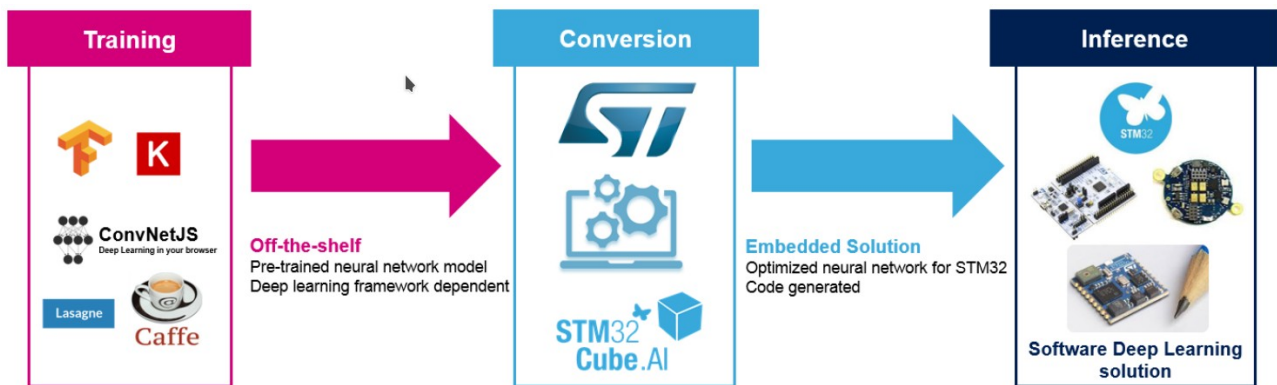 Training
K
ConvNetJS
Deep Learning in your browser
Lasagne
Caffe
Off-the-shelf
Pre-trained neural network model
Deep learning framework dependent
Conversion
ST
STM32
Cube.AI
Embedded Solution
Optimized neural network for STM32
Code generated
Inference
STM32
Software Deep Learning
solution